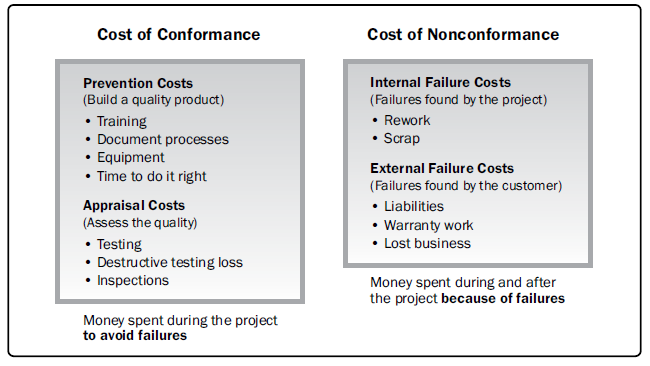 Cost of Conformance
Prevention Costs
(Build a quality product)
• Training
• Document processes
• Equipment
• Time to do it right
Appraisal Costs
(Assess the quality)
• Testing
• Destructive testing loss
• Inspections
Money spent during the project
to avoid failures
Cost of Nonconformance
Internal Failure Costs
(Failures found by the project)
• Rework
• Scrap
External Failure Costs
(Failures found by the customer)
• Liabilities
• Warranty work
• Lost business
Money spent during and after
the project because of failures